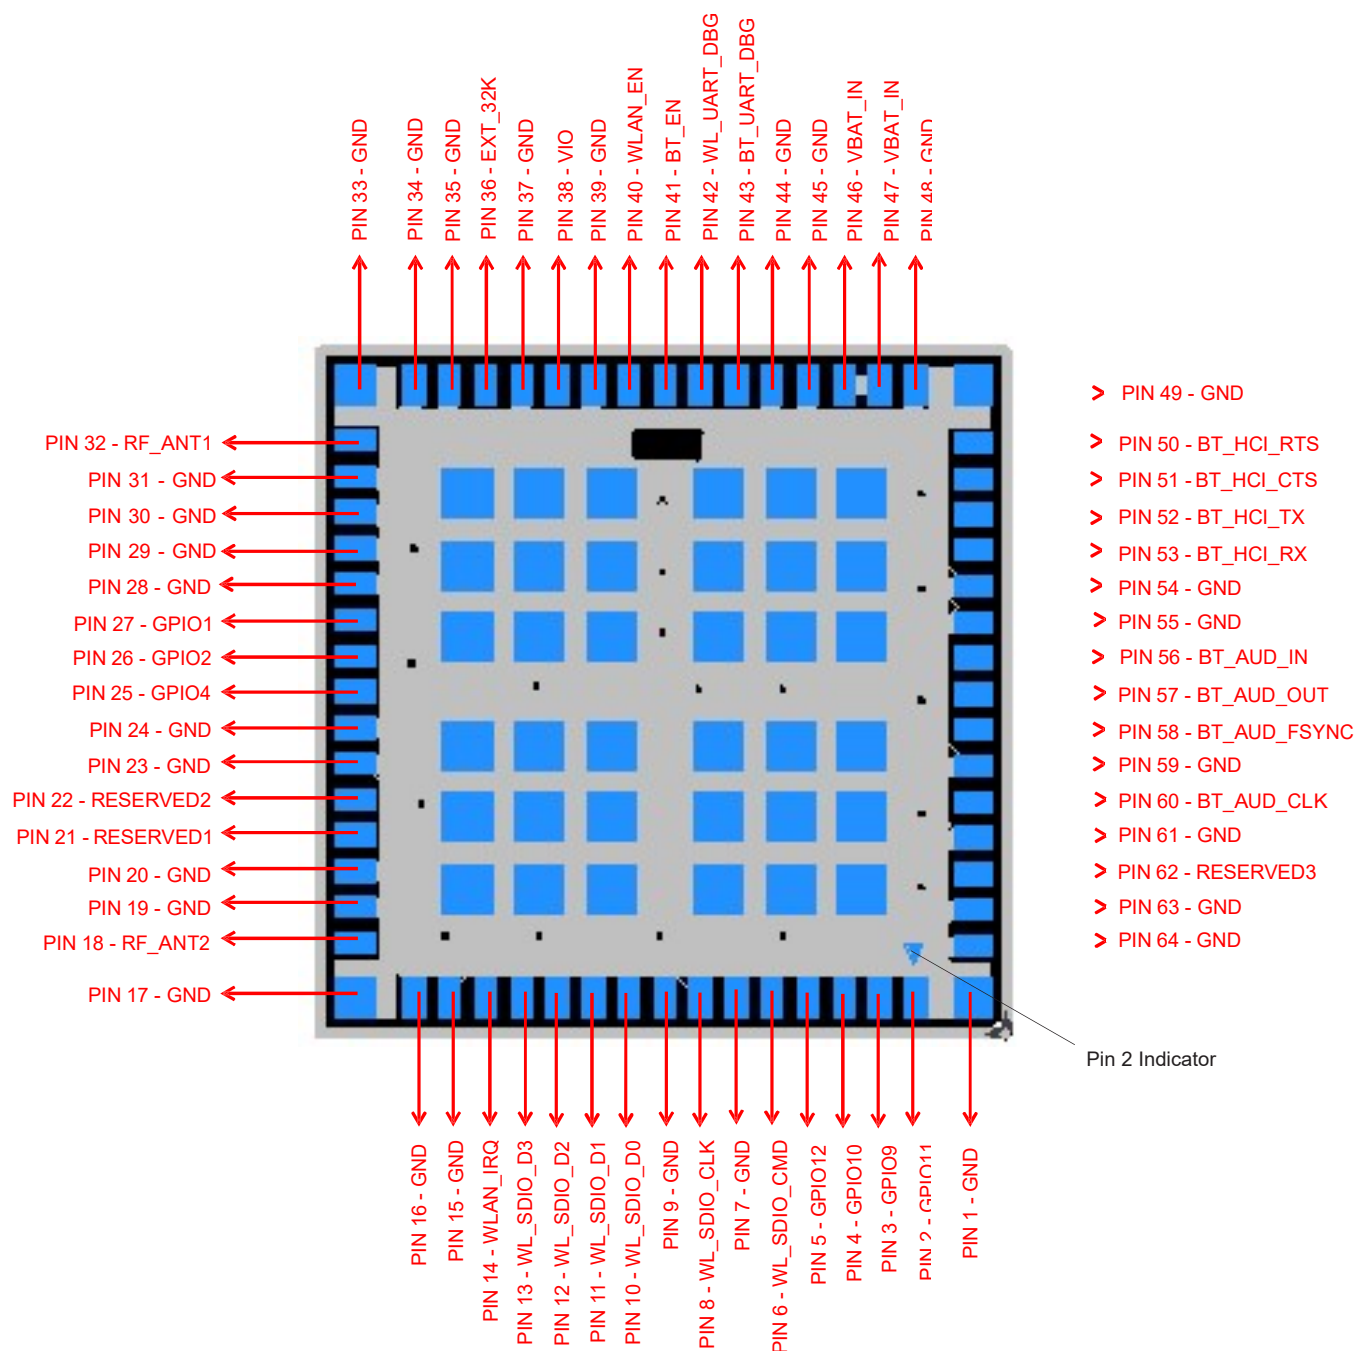 PIN 33 - GND
PIN 34 - GND
PIN 35 - GND
PIN 36 - EXT_32K
PIN 37 - GND
PIN 38 - VIO
PIN 39 - GND
PIN 40 - WLAN_EN
PIN 41 - BT_EN
PIN 42 - WL_UART_DBG
PIN 43 - BT_UART_DBG
PIN 44 - GND
PIN 45 - GND
PIN 46 - VBAT_IN
PIN 47 - VBAT_IN
PIN 48 - GND
PIN 32 - RF_ANT1
PIN 31 - GND
PIN 30 - GND
PIN 29 - GND
PIN 28 - GND
PIN 27 - GPIO1
PIN 26 - GPIO2
PIN 25 - GPIO4
PIN 24 - GND
PIN 23 - GND
PIN 22 - RESERVED2
PIN 21 - RESERVED1
PIN 20 - GND
PIN 19 - GND
PIN 18 - RF_ANT2
PIN 17 - GND
PIN 49 - GND
PIN 50 - BT_HCI_RTS
PIN 51 - BT_HCI_CTS
PIN 52 - BT_HCI_TX
PIN 53 - BT_HCI_RX
PIN 54 - GND
PIN 55 - GND
PIN 56 - BT_AUD_IN
PIN 57 - BT_AUD_OUT
PIN 58 - BT_AUD_FSYNC
PIN 59 - GND
PIN 60 - BT_AUD_CLK
PIN 61 - GND
PIN 62 - RESERVED3
PIN 63 - GND
PIN 64 - GND
Pin 2 Indicator
PIN 16 - GND
PIN 15 - GND
PIN 14 - WLAN_IRQ
PIN 13 - WL_SDIO_D3
PIN 12 - WL_SDIO_D2
PIN 11 - WL_SDIO_D1
PIN 10 - WL_SDIO_D0
PIN 9 - GND
PIN 8 - WL_SDIO_CLK
PIN 7 - GND
PIN 6 - WL_SDIO_CMD
PIN 5 - GPIO12
PIN 4 - GPIO10
PIN 3 - GPIO9
PIN 2 - GPIO11
PIN 1 - GND